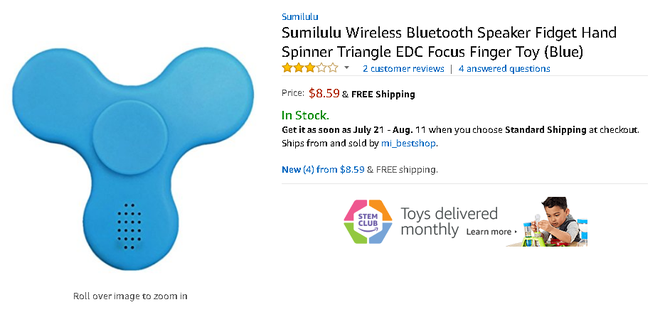 Sumilulu
Sumilulu Wireless Bluetooth Speaker Fidget Hand
Spinner Triangle EDC Focus Finger Toy (Blue)
2 customer reviews | 4 answered questions
Price: $8.59 & FREE Shipping
In Stock.
Get it as soon as July 21 - Aug. 11 when you choose Standard Shipping at checkout.
Ships from and sold by mi_bestshop.
New (4) from $8.59 & FREE shipping.
STEM
CLUB
Toys delivered
monthly Learn more ›
Roll over image to zoom in